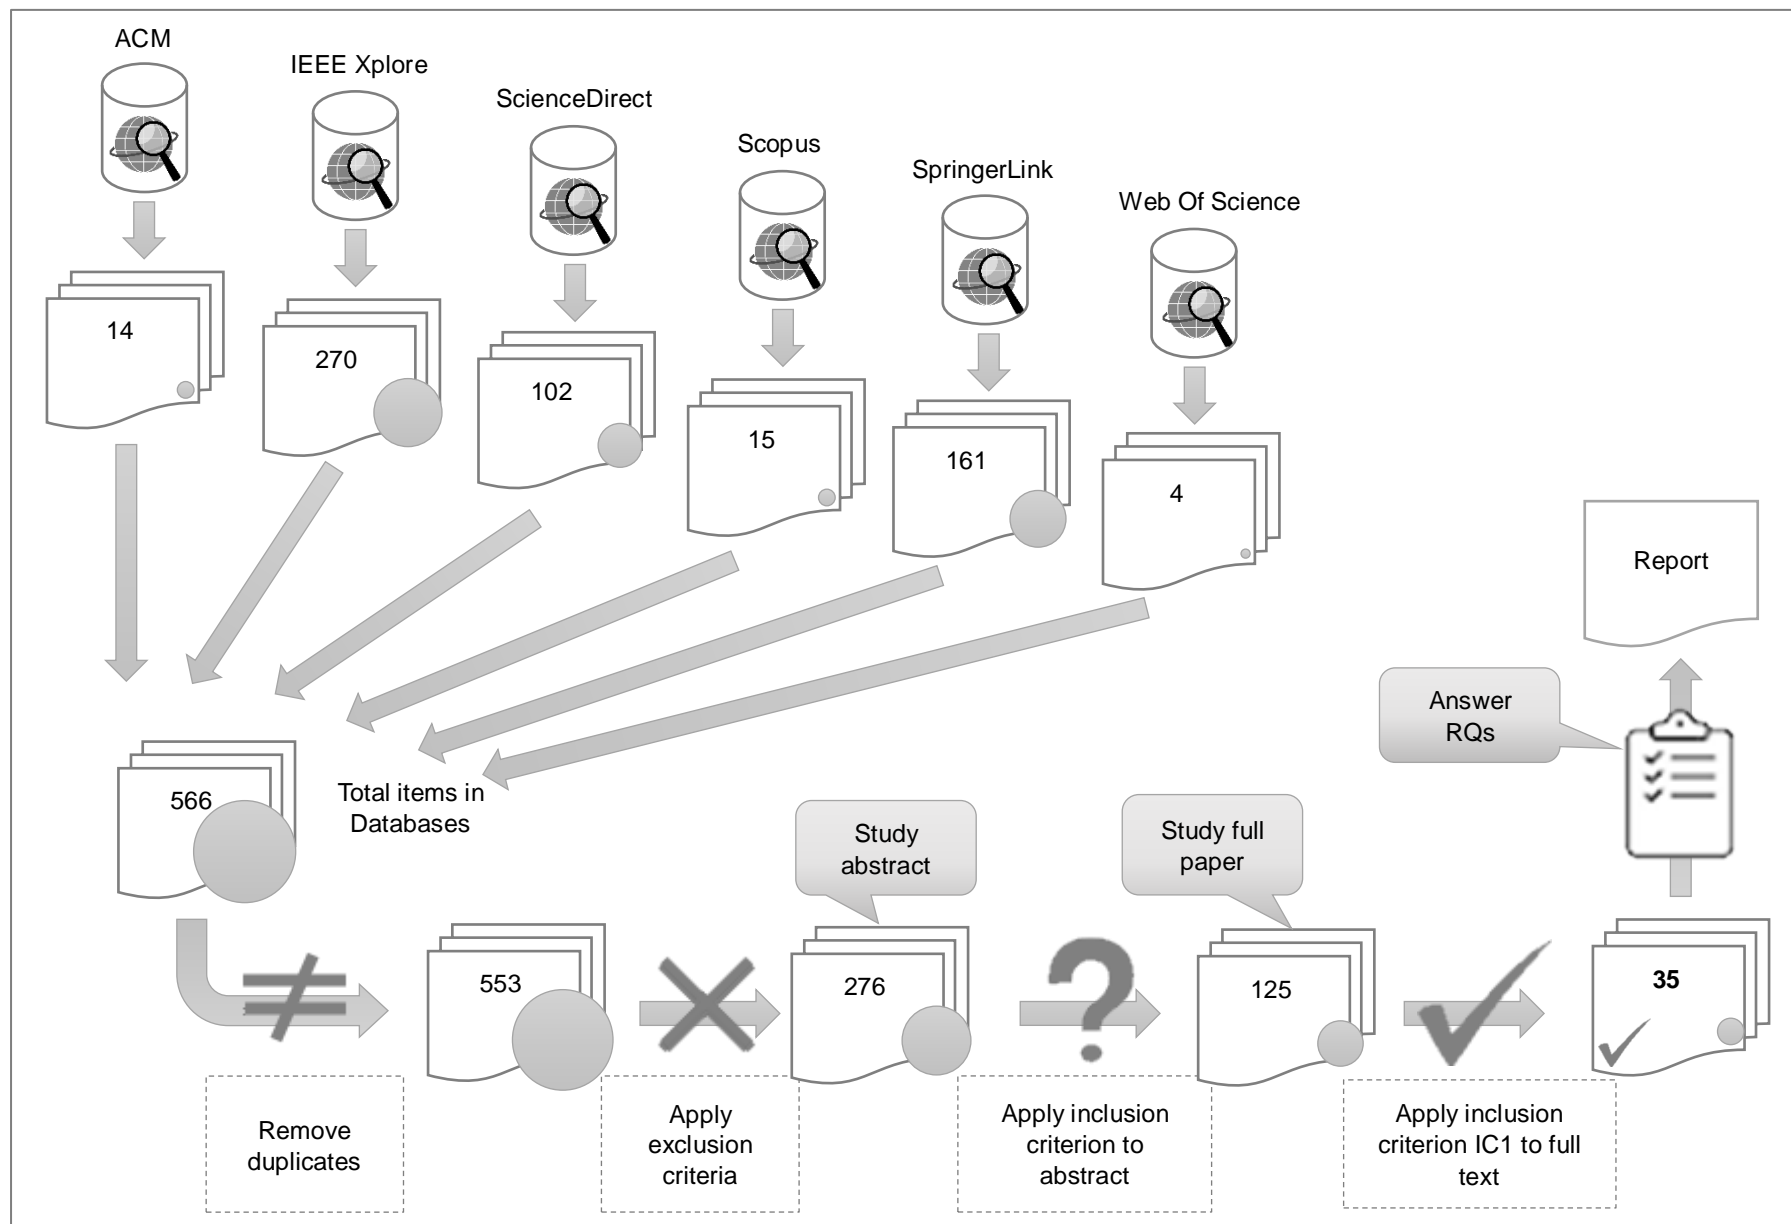 ACM
IEEE Xplore
ScienceDirect
Scopus
SpringerLink
Web Of Science
14
270
102
15
161
4
Report
Answer
RQs
566
Total items in
Databases
Study
abstract
Study full
paper
553
276
125
35
Remove
duplicates
Apply
exclusion
criteria
Apply inclusion
criterion to
abstract
Apply inclusion
criterion IC1 to full
text